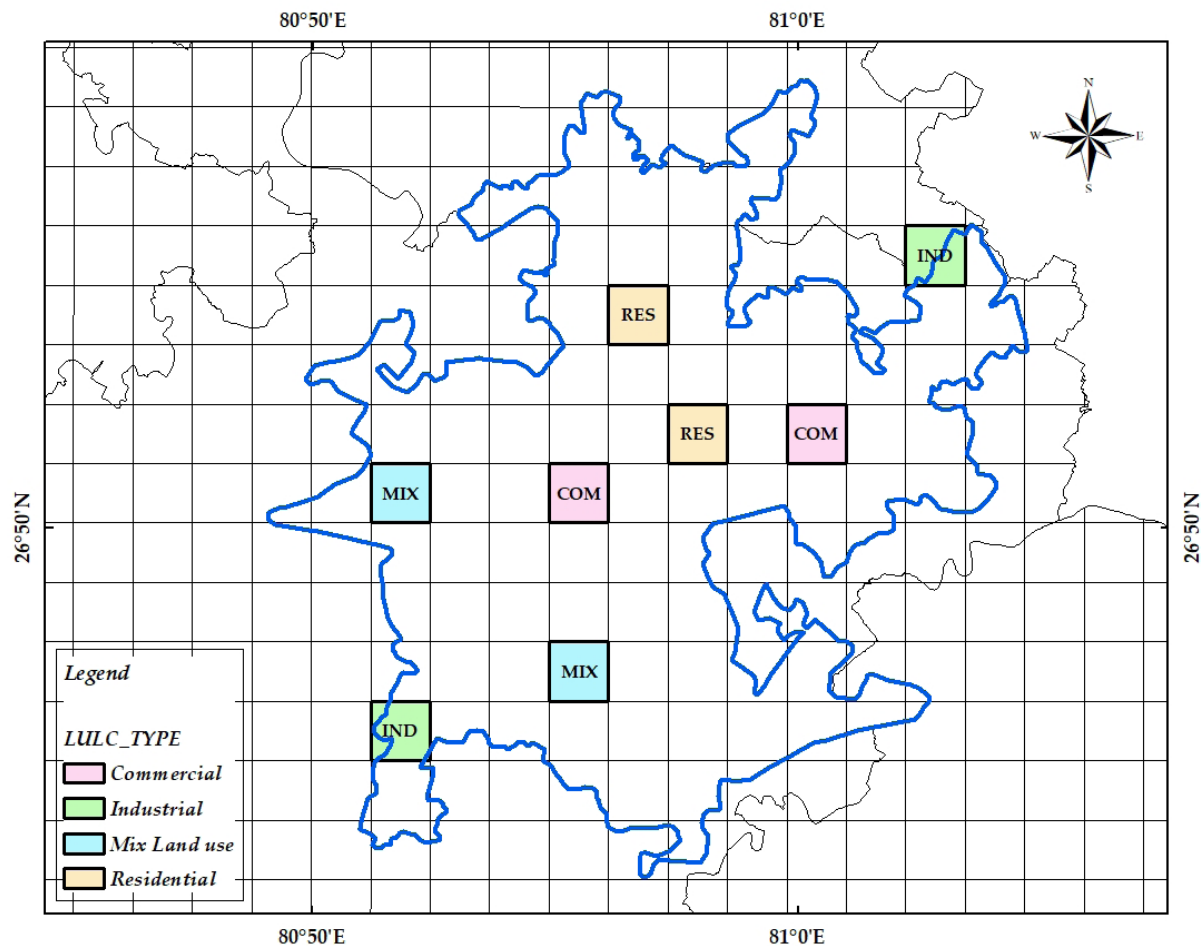 80°50'E 81°0'E
N
W E
S
IND
RES
RES COM
MIX COM
26°50'N 26°50'N
MIX
Legend
IND
LULC_TYPE
Commercial
Industrial
Mix Land use
Residential
80°50'E 81°0'E